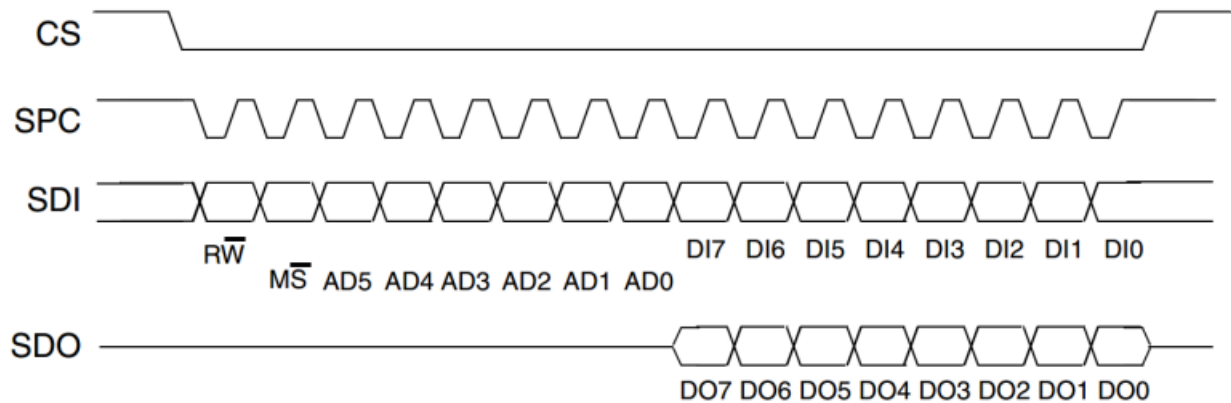 CS
SPC
SDI
RW̅ DI7 DI6 DI5 DI4 DI3 DI2 DI1 DI0
MS̅ AD5 AD4 AD3 AD2 AD1 AD0
SDO
DO7 DO6 DO5 DO4 DO3 DO2 DO1 DO0